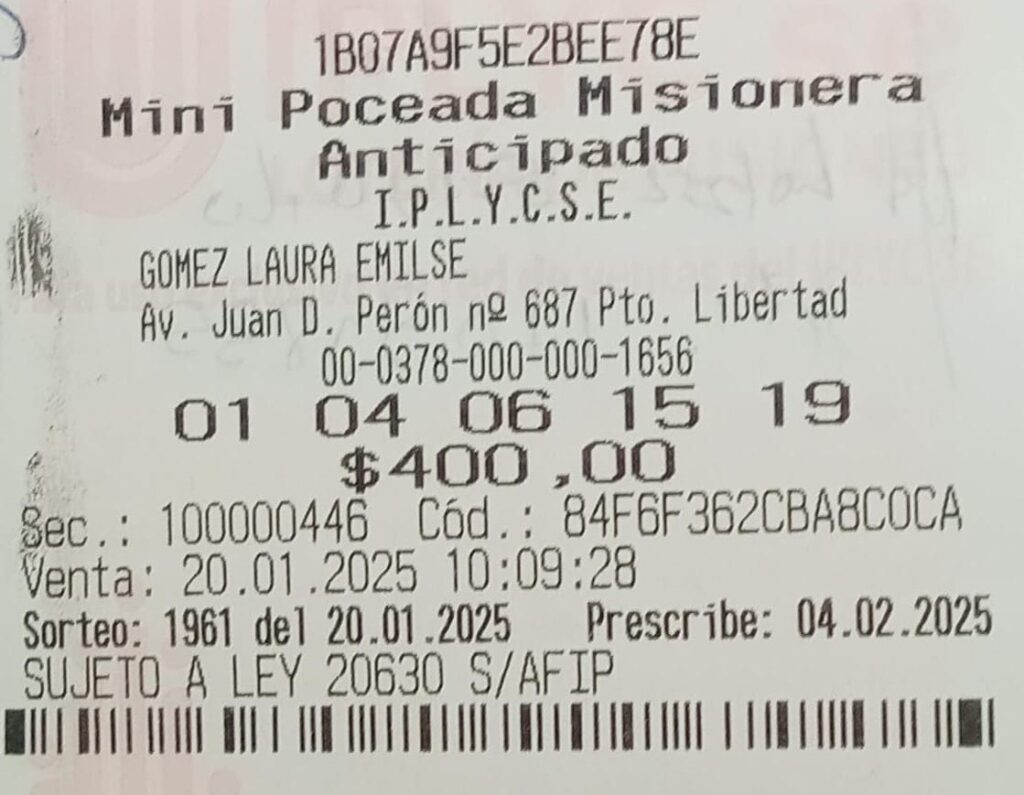 1B07A9F5E2BEE78E
Mini Poceada Misionera
Anticipado
I.P.L.Y.C.S.E.
GOMEZ LAURA EMILSE
Av. Juan D. Perón nº 687 Pto. Libertad
00-0378-000-000-1656
01 04 06 15 19
$400,00
Sec.: 100000446 Cód.: 84F6F362CBA8C0CA
Venta: 20.01.2025 10:09:28
Sorteo: 1961 del 20.01.2025 Prescribe: 04.02.2025
SUJETO A LEY 20630 S/AFIP